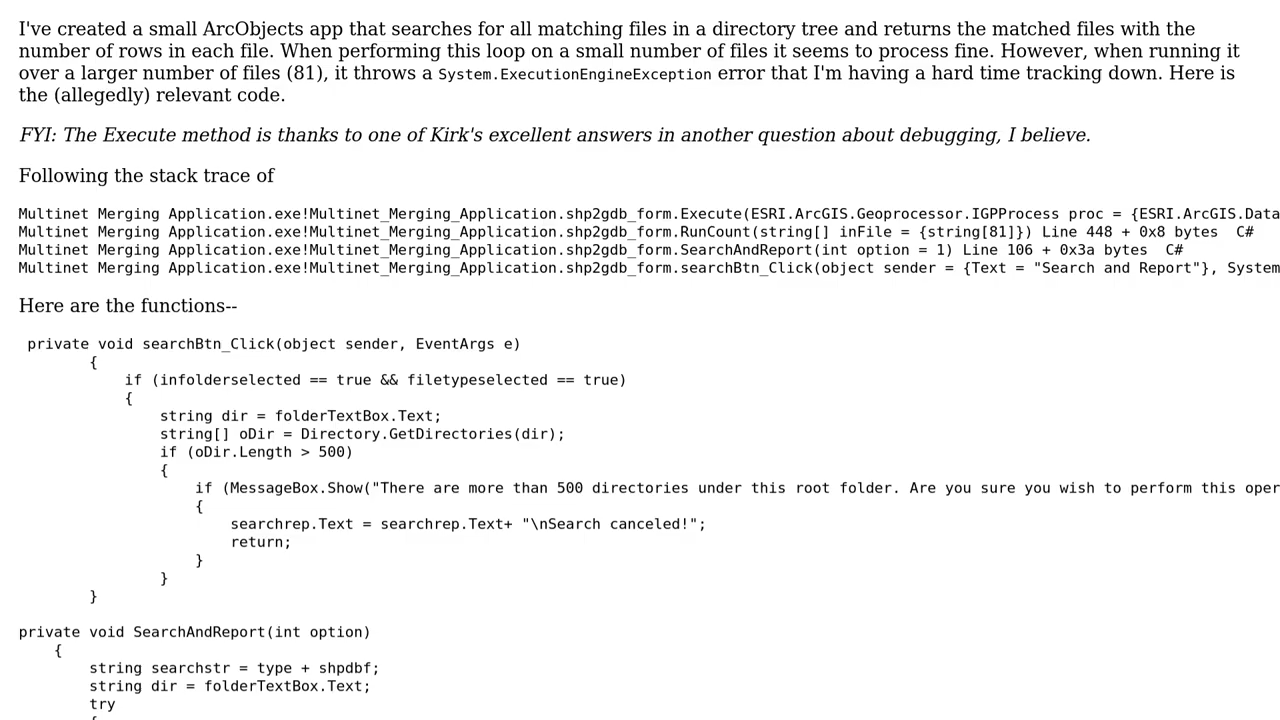 I've created a small ArcObjects app that searches for all matching files in a directory tree and returns the matched files with the
number of rows in each file. When performing this loop on a small number of files it seems to process fine. However, when running it
over a larger number of files (81), it throws a System.ExecutionEngineException error that I'm having a hard time tracking down. Here is
the (allegedly) relevant code.
FYI: The Execute method is thanks to one of Kirk's excellent answers in another question about debugging, I believe.
Following the stack trace of
Multinet Merging Application.exe!Multinet_Merging_Application.shp2gdb_form.Execute(ESRI.ArcGIS.Geoprocessor.IGPProcess proc = {ESRI.ArcGIS.Data
Multinet Merging Application.exe!Multinet_Merging_Application.shp2gdb_form.RunCount(string[] inFile = {string[81]}) Line 448 + 0x8 bytes  C#
Multinet Merging Application.exe!Multinet_Merging_Application.shp2gdb_form.SearchAndReport(int option = 1) Line 106 + 0x3a bytes  C#
Multinet Merging Application.exe!Multinet_Merging_Application.shp2gdb_form.searchBtn_Click(object sender = {Text = "Search and Report"}, System
Here are the functions--
 private void searchBtn_Click(object sender, EventArgs e)
        {
            if (infolderselected == true && filetypeselected == true)
            {
                string dir = folderTextBox.Text;
                string[] oDir = Directory.GetDirectories(dir);
                if (oDir.Length > 500)
                {
                    if (MessageBox.Show("There are more than 500 directories under this root folder. Are you sure you wish to perform this oper
                    {
                        searchrep.Text = searchrep.Text+ "\nSearch canceled!";
                        return;
                    }
                }
        }
private void SearchAndReport(int option)
    {
        string searchstr = type + shpdbf;
        string dir = folderTextBox.Text;
        try
        {